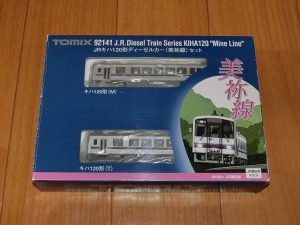 TOMIX
92141 J.R.Diesel Train Series KIHA120 "Mine Line"
JRキハ120形ディーゼルカー(美祢線)セット
美祢線
キハ120形(M)
キハ120形(T)